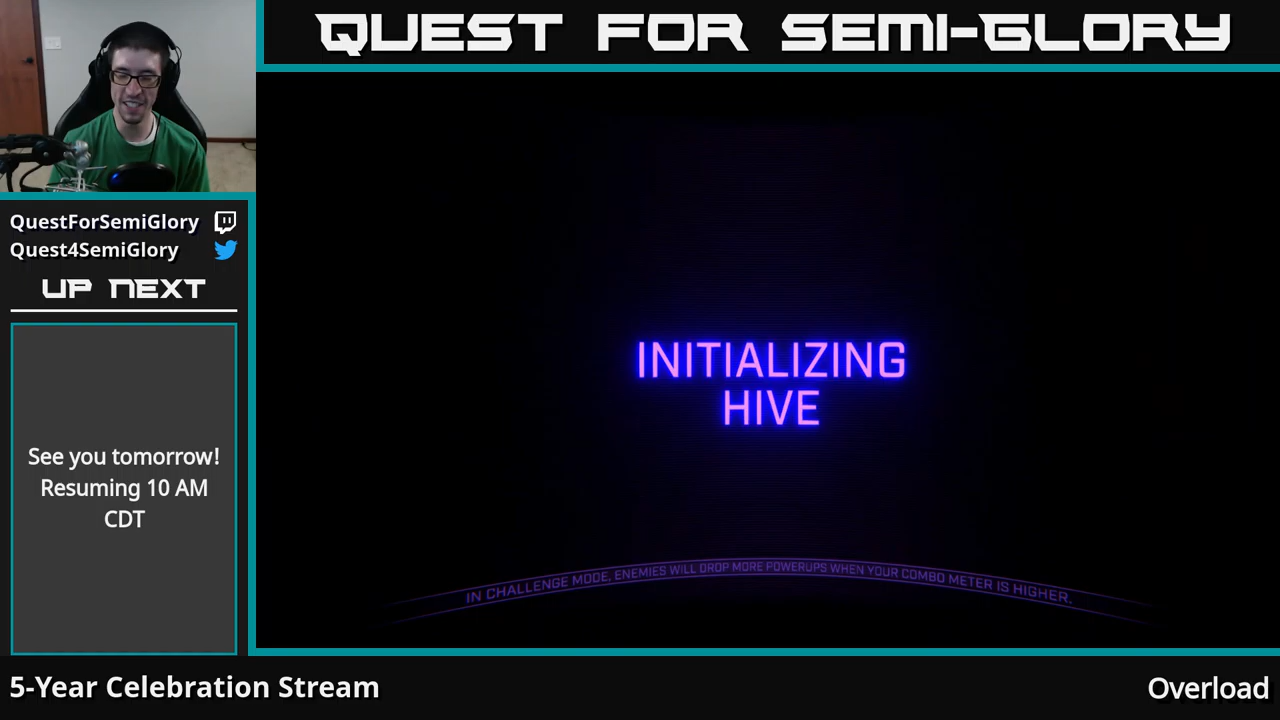 QUEST FOR SEMI-GLORY
QuestForSemiGlory
Quest4SemiGlory
UP NEXT
See you tomorrow!
Resuming 10 AM
CDT
INITIALIZING
HIVE
IN CHALLENGE MODE, ENEMIES WILL DROP MORE POWERUPS WHEN YOUR COMBO METER IS HIGHER.
5-Year Celebration Stream
Overload